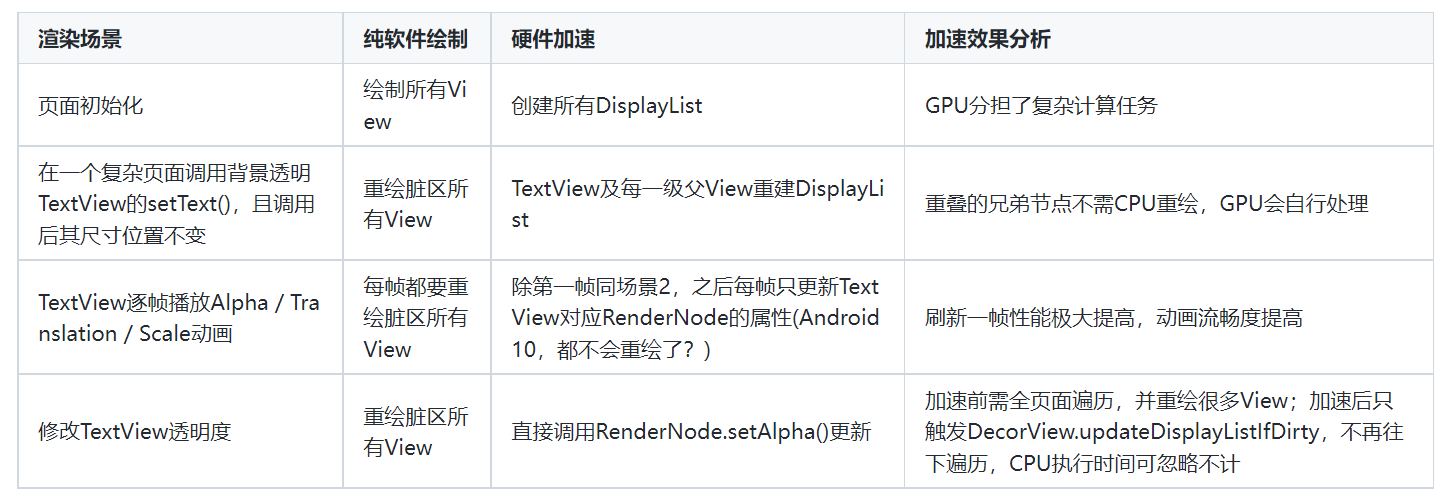 渲染场景
纯软件绘制
硬件加速
加速效果分析
页面初始化
绘制所有Vi
ew
创建所有DisplayList
GPU分担了复杂计算任务
在一个复杂页面调用背景透明
TextView的setText()，且调用
后其尺寸位置不变
重绘脏区所
有View
TextView及每一级父View重建DisplayLi
st
重叠的兄弟节点不需CPU重绘，GPU会自行处理
TextView逐帧播放Alpha / Tra
nslation / Scale动画
每帧都要重
绘脏区所有
View
除第一帧同场景2，之后每帧只更新Text
View对应RenderNode的属性(Android
10，都不会重绘了？)
刷新一帧性能极大提高，动画流畅度提高
修改TextView透明度
重绘脏区所
有View
直接调用RenderNode.setAlpha()更新
加速前需全页面遍历，并重绘很多View；加速后只
触发DecorView.updateDisplayListIfDirty，不再往
下遍历，CPU执行时间可忽略不计